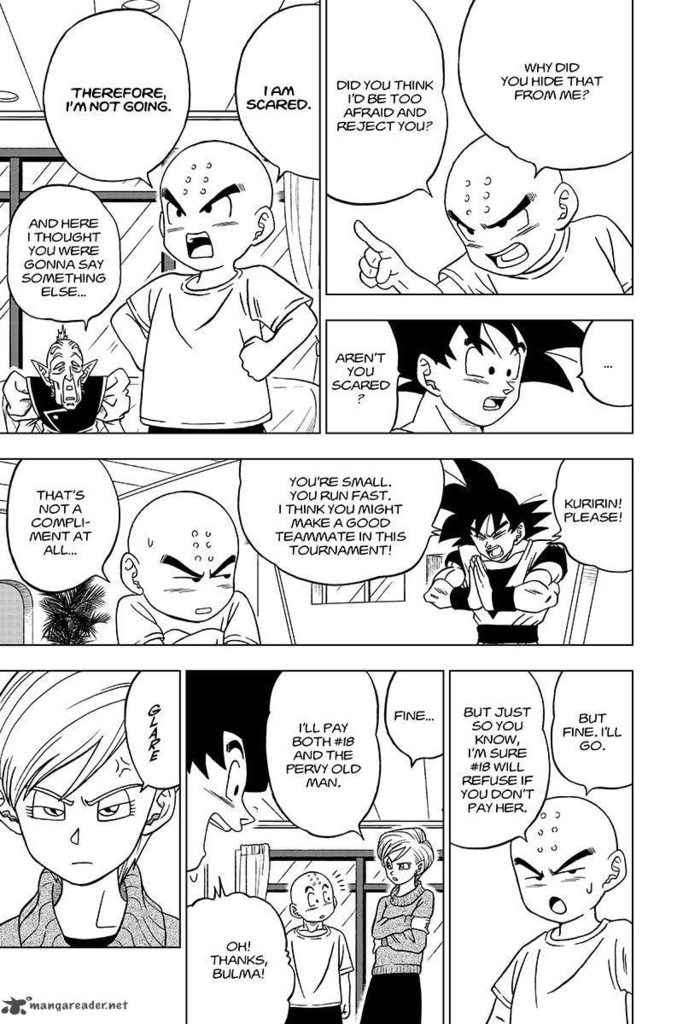 WHY DID
YOU HIDE THAT
FROM ME?
DID YOU THINK
I'D BE TOO
AFRAID AND
REJECT YOU?
I AM
SCARED.
THEREFORE,
I'M NOT GOING.
AND HERE
I THOUGHT
YOU WERE
GONNA SAY
SOMETHING
ELSE...
...
AREN'T
YOU
SCARED
?
KURIRIN!
PLEASE!
YOU'RE SMALL.
YOU RUN FAST.
I THINK YOU MIGHT
MAKE A GOOD
TEAMMATE IN THIS
TOURNAMENT!
THAT'S
NOT A
COMPLI-
MENT AT
ALL...
BUT
FINE. I'LL
GO.
BUT JUST
SO YOU
KNOW,
I'M SURE
#18 WILL
REFUSE IF
YOU DON'T
PAY HER.
FINE...
I'LL PAY
BOTH #18
AND THE
PERVY OLD
MAN.
OH!
THANKS,
BULMA!
GLARE
mangareader.net